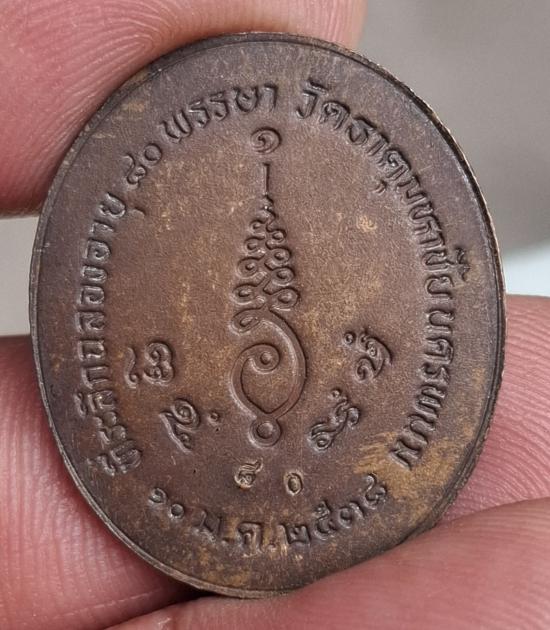 ที่ระลึกฉลองอายุ ๘๐ พรรษา วัดธาตุมหาชัย นครพนม
๑
๘๐
๑๐ ม.ค. ๒๕๓๘